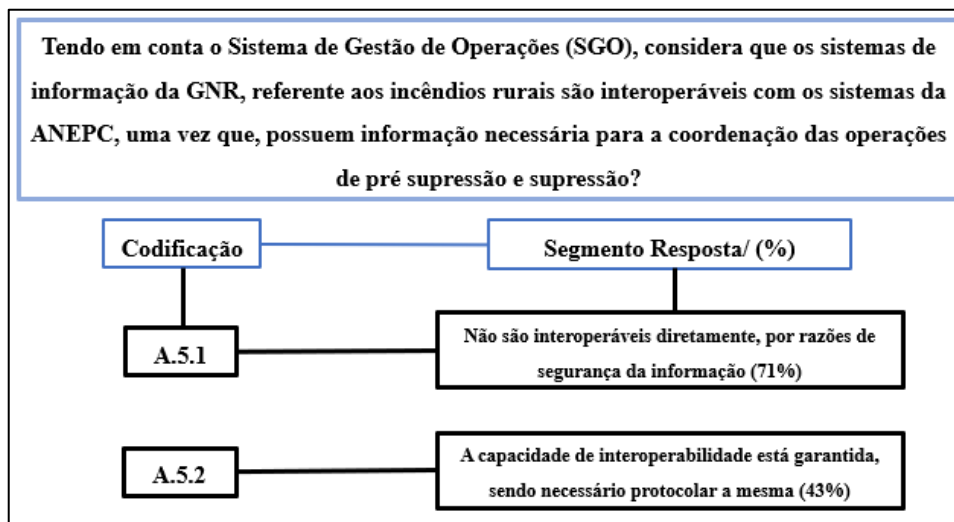 Tendo em conta o Sistema de Gestão de Operações (SGO), considera que os sistemas de
informação da GNR, referente aos incêndios rurais são interoperáveis com os sistemas da
ANEPC, uma vez que, possuem informação necessária para a coordenação das operações
de pré supressão e supressão?
Codificação
Segmento Resposta/ (%)
A.5.1
Não são interoperáveis diretamente, por razões de
segurança da informação (71%)
A.5.2
A capacidade de interoperabilidade está garantida,
sendo necessário protocolar a mesma (43%)